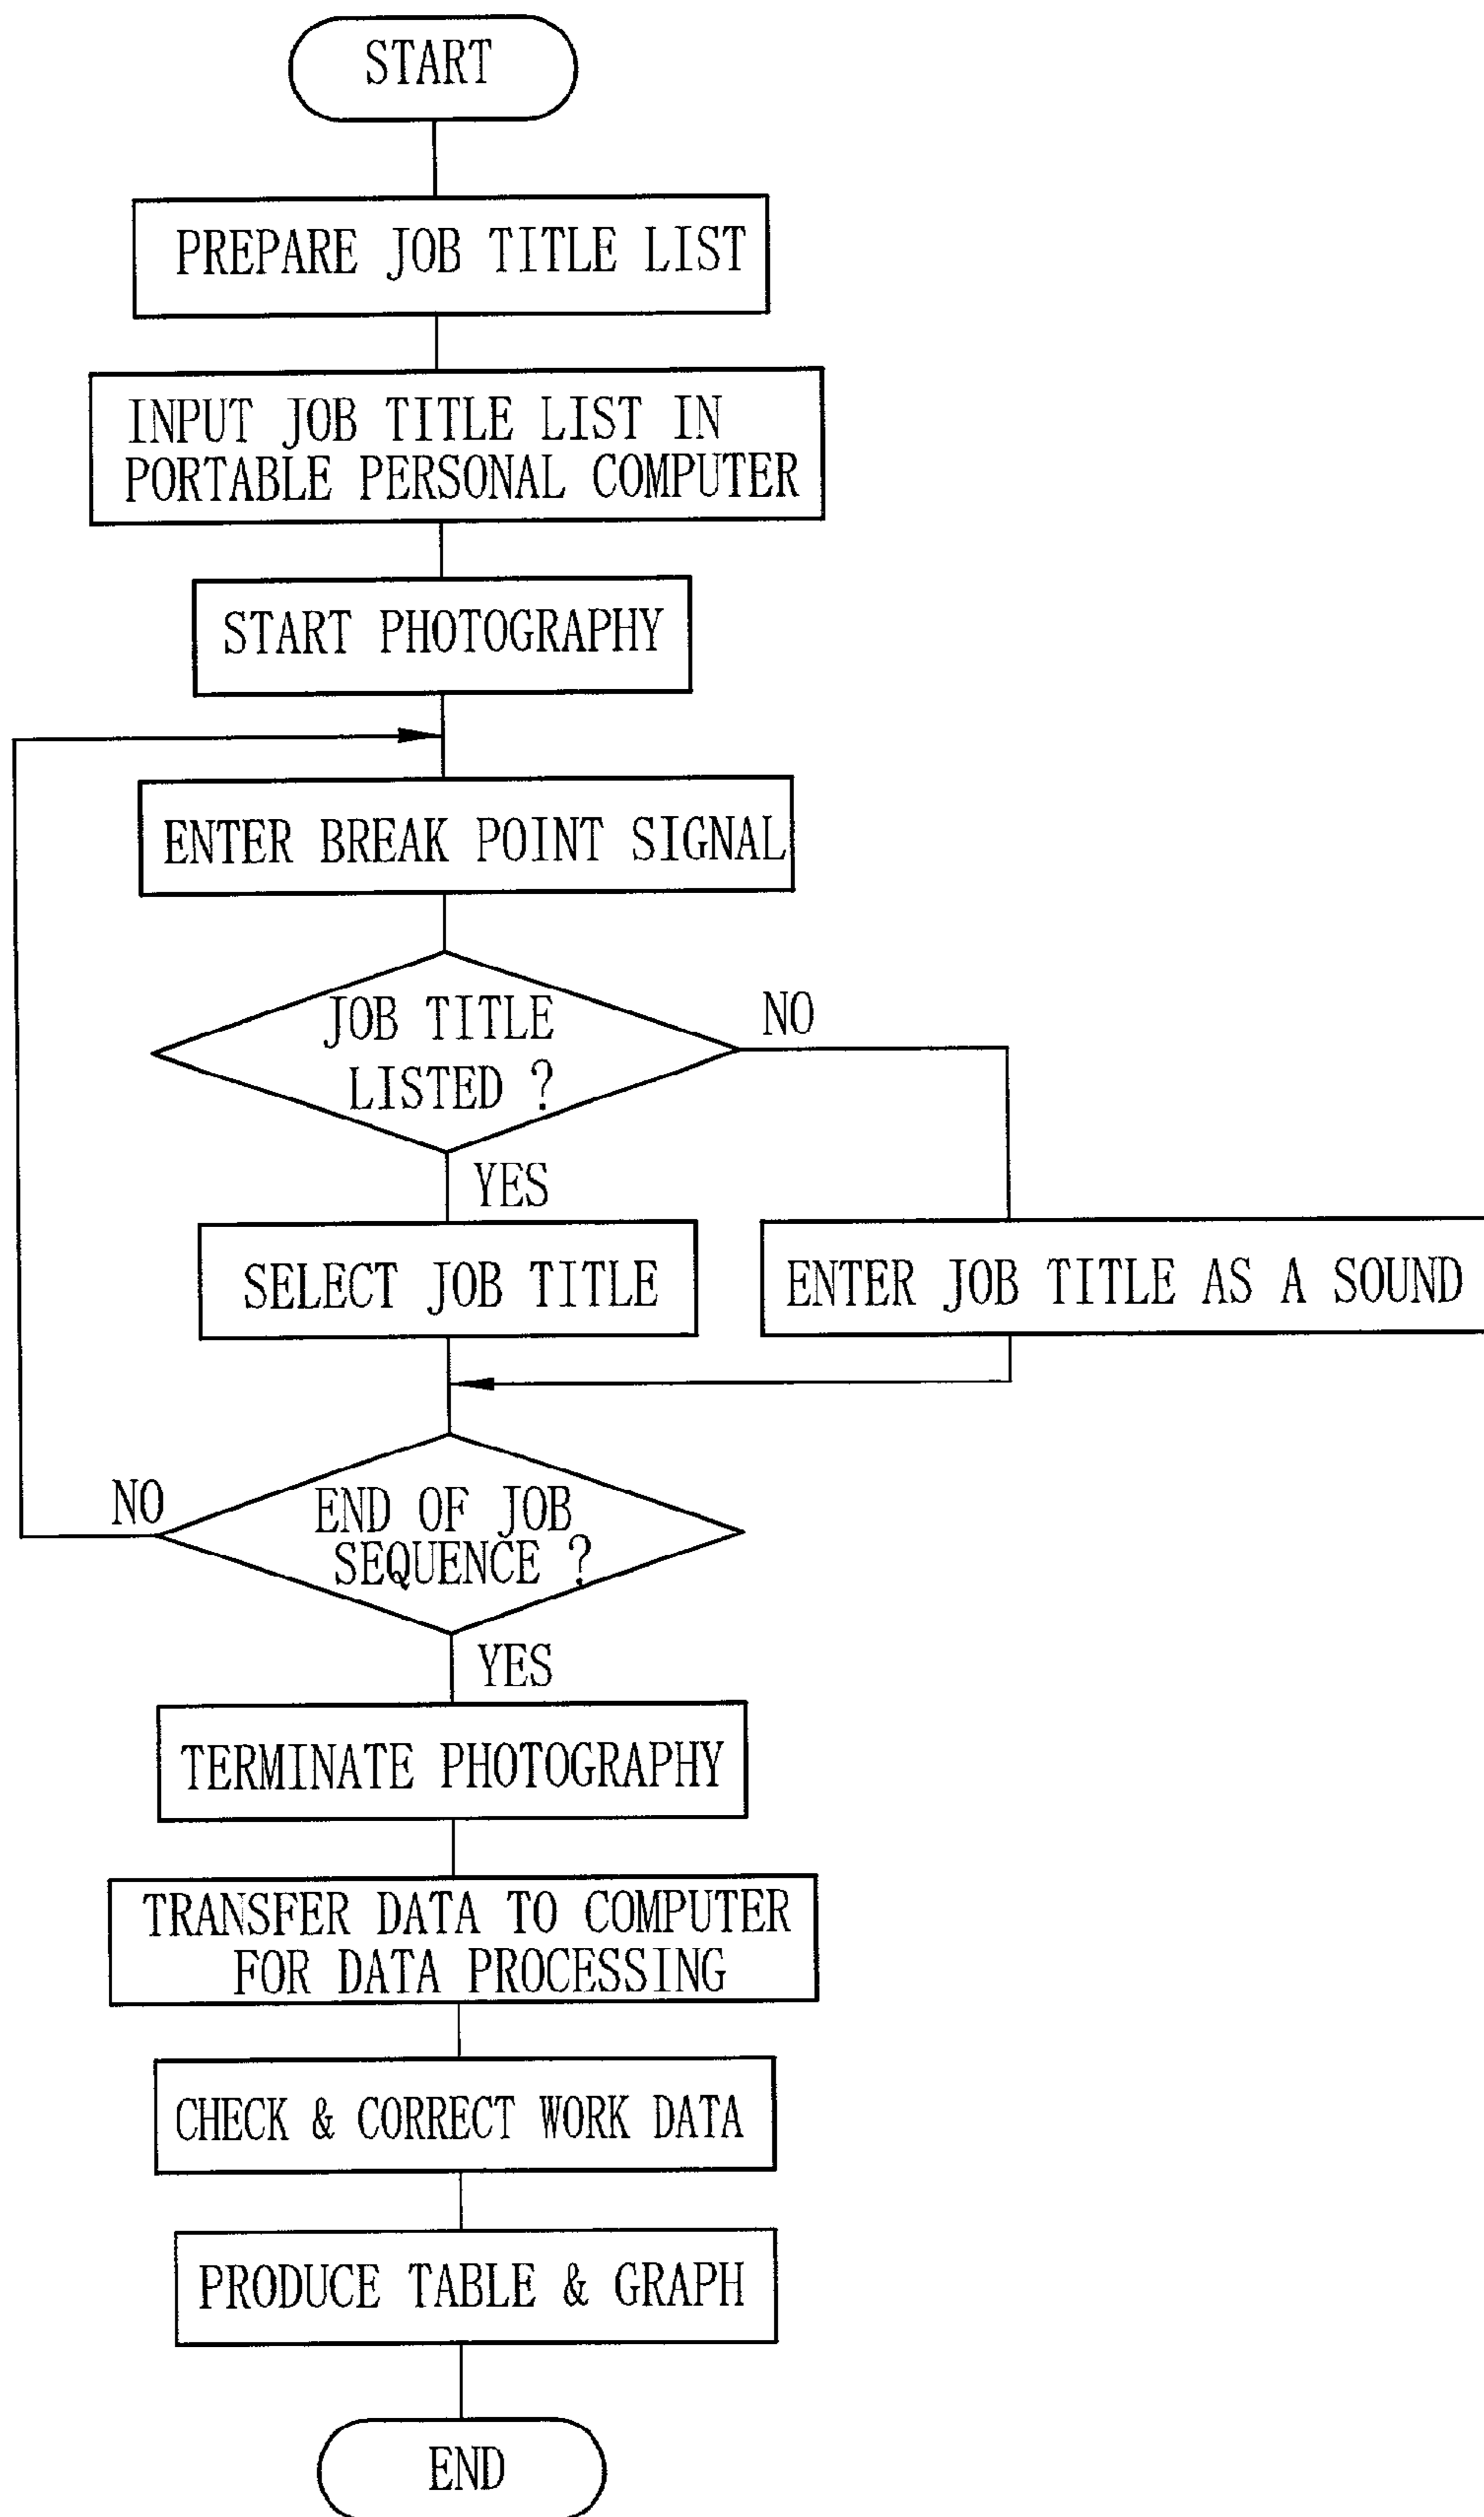 START
PREPARE JOB TITLE LIST
INPUT JOB TITLE LIST IN
PORTABLE PERSONAL COMPUTER
START PHOTOGRAPHY
ENTER BREAK POINT SIGNAL
JOB TITLE
LISTED ?
NO
YES
SELECT JOB TITLE
ENTER JOB TITLE AS A SOUND
END OF JOB
SEQUENCE ?
NO
YES
TERMINATE PHOTOGRAPHY
TRANSFER DATA TO COMPUTER
FOR DATA PROCESSING
CHECK & CORRECT WORK DATA
PRODUCE TABLE & GRAPH
END